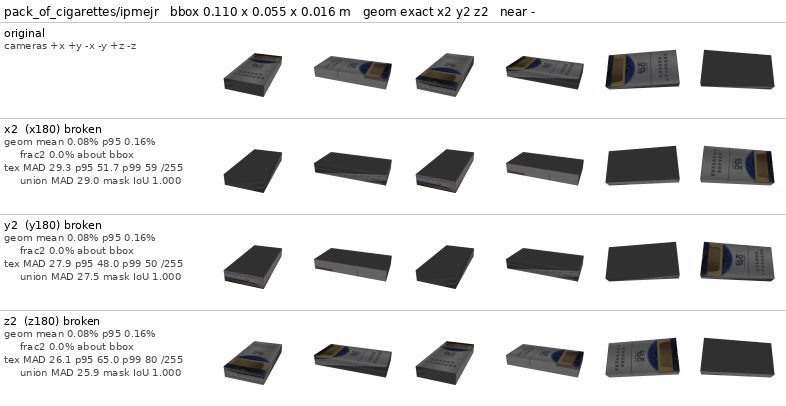 pack_of_cigarettes/ipmejr bbox 0.110 x 0.055 x 0.016 m geom exact x2 y2 z2 near -
original
cameras +x +y -x -y +z -z
x2 (x180) broken
geom mean 0.08% p95 0.16%
frac2 0.0% about bbox
tex MAD 29.3 p95 51.7 p99 59 /255
union MAD 29.0 mask IoU 1.000
y2 (y180) broken
geom mean 0.08% p95 0.16%
frac2 0.0% about bbox
tex MAD 27.9 p95 48.0 p99 50 /255
union MAD 27.5 mask IoU 1.000
z2 (z180) broken
geom mean 0.08% p95 0.16%
frac2 0.0% about bbox
tex MAD 26.1 p95 65.0 p99 80 /255
union MAD 25.9 mask IoU 1.000